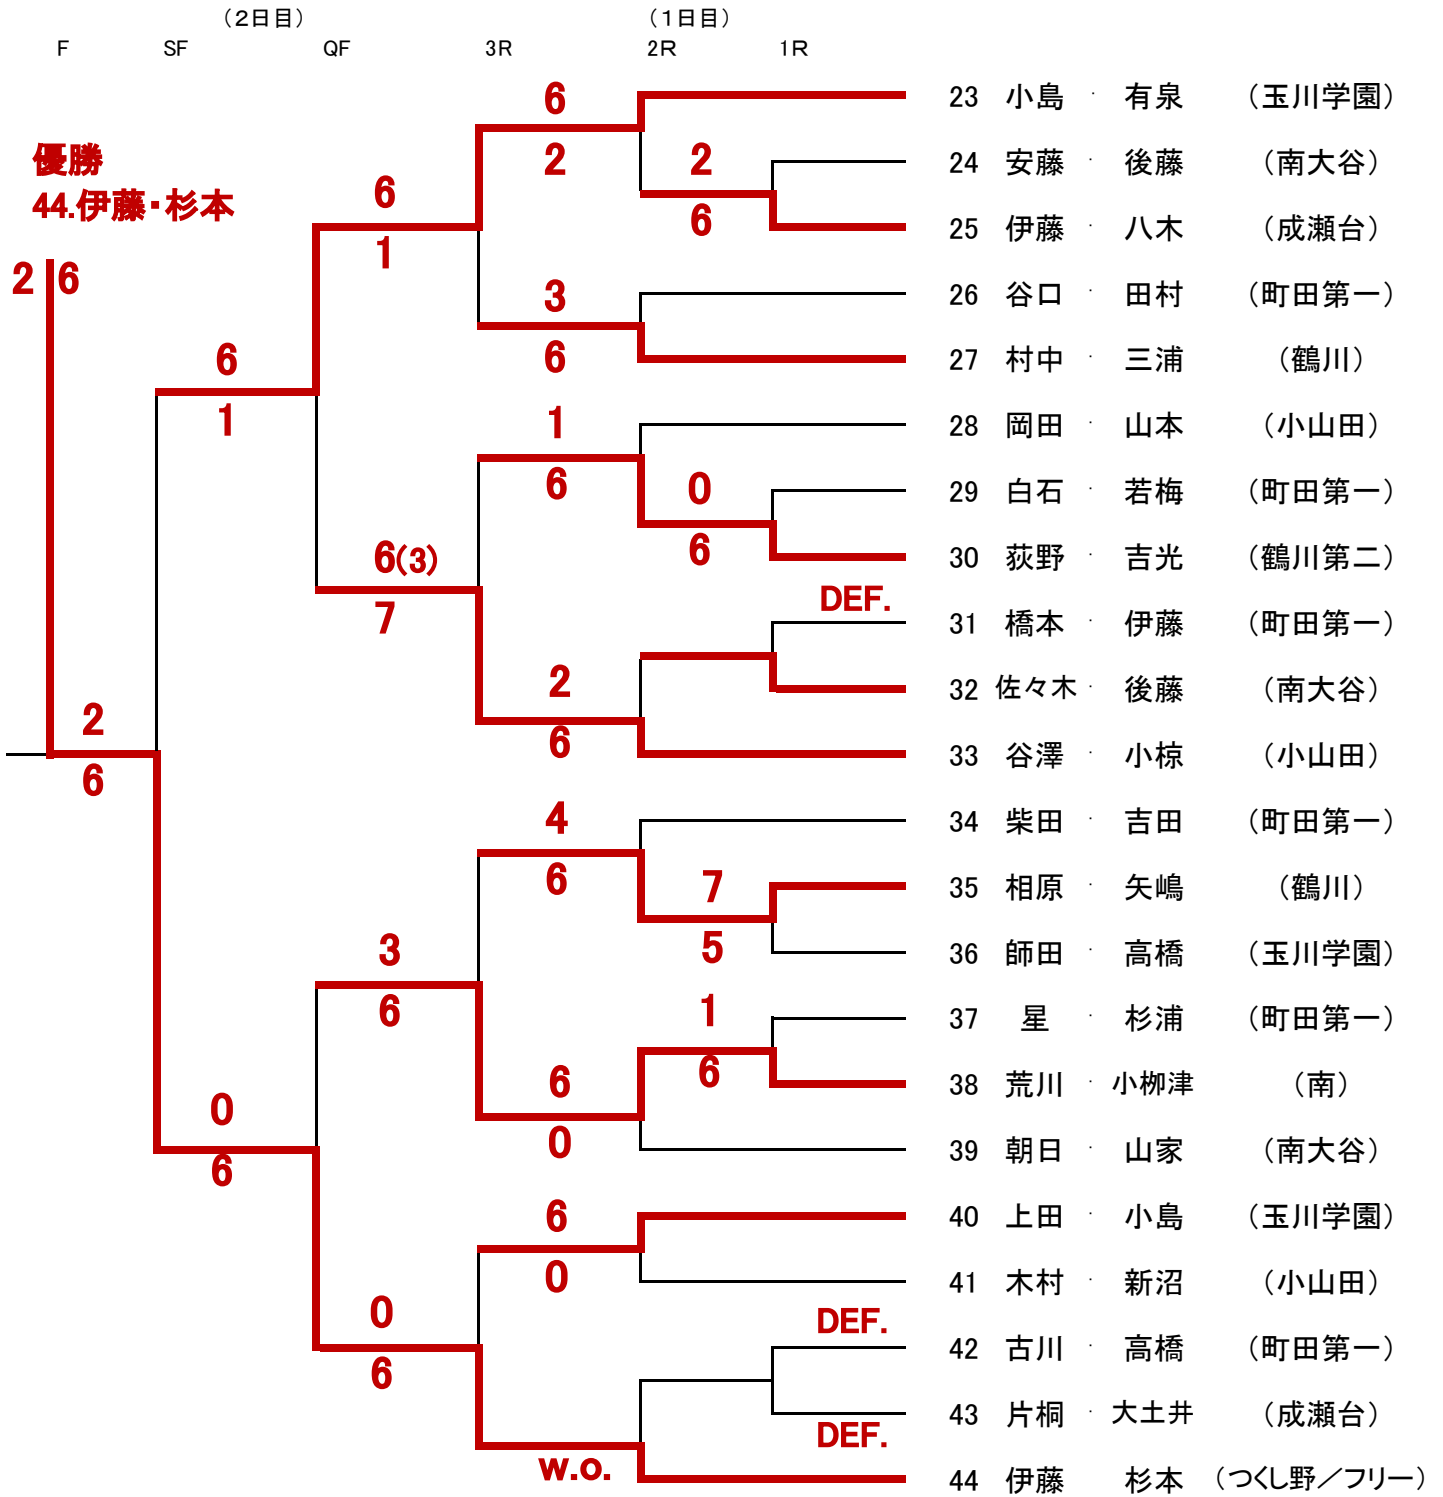 （２日目）　（１日目）
F　SF　QF　3R　2R　1R
6
23　小島・有泉　（玉川学園）
優勝
2　2
24　安藤・後藤　（南大谷）
44.伊藤・杉本
6
6
25　伊藤・八木　（成瀬台）
1
2　6
3
26　谷口・田村　（町田第一）
6
6
27　村中・三浦　（鶴川）
1
1
28　岡田・山本　（小山田）
6　0
29　白石・若梅　（町田第一）
6(3)
6
30　荻野・吉光　（鶴川第二）
DEF.
7
31　橋本・伊藤　（町田第一）
2
32　佐々木・後藤　（南大谷）
2
6
33　谷澤・小椋　（小山田）
6
4
34　柴田・吉田　（町田第一）
6　7
35　相原・矢嶋　（鶴川）
3
5
36　師田・高橋　（玉川学園）
6
1
37　星・杉浦　（町田第一）
6
6
38　荒川・小栁津　（南）
0
0
39　朝日・山家　（南大谷）
6
6
40　上田・小島　（玉川学園）
0
41　木村・新沼　（小山田）
0
DEF.
42　古川・高橋　（町田第一）
6
43　片桐・大土井　（成瀬台）
DEF.
W.O.
44　伊藤　杉本　（つくし野／フリー）